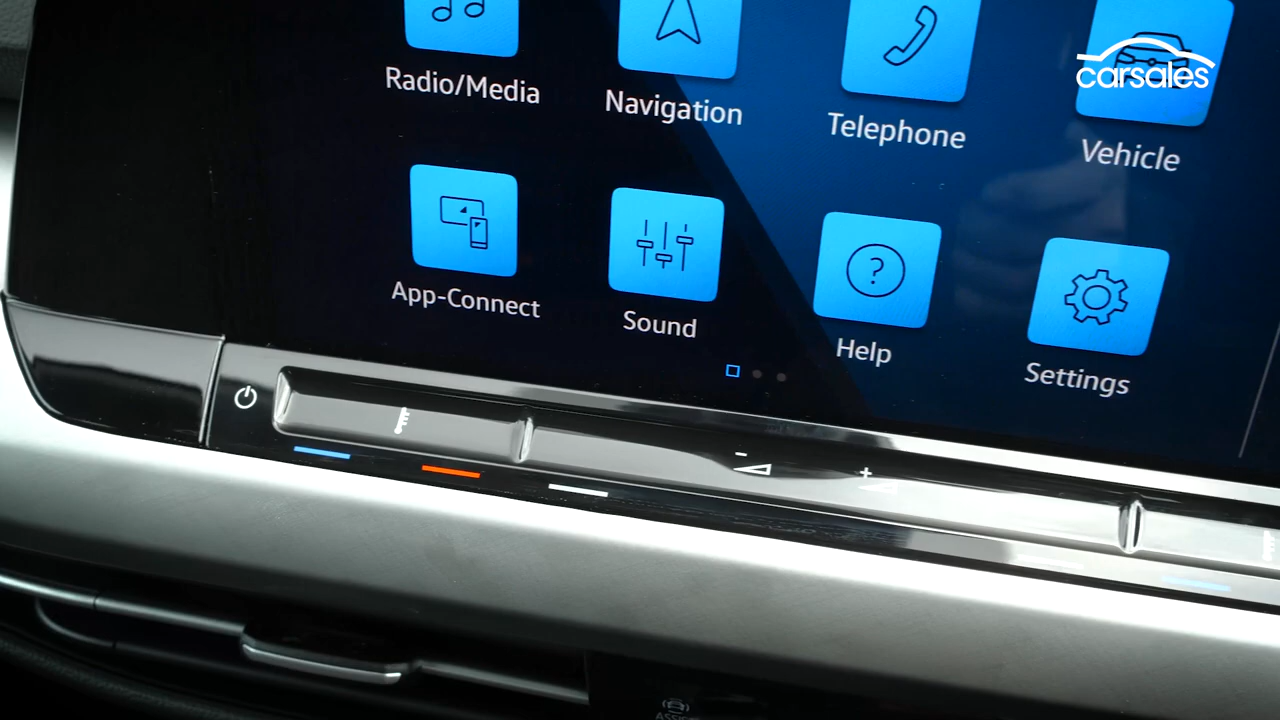 carsales
Radio/Media
Navigation
Telephone
Vehicle
App-Connect
Sound
Help
Settings
- +